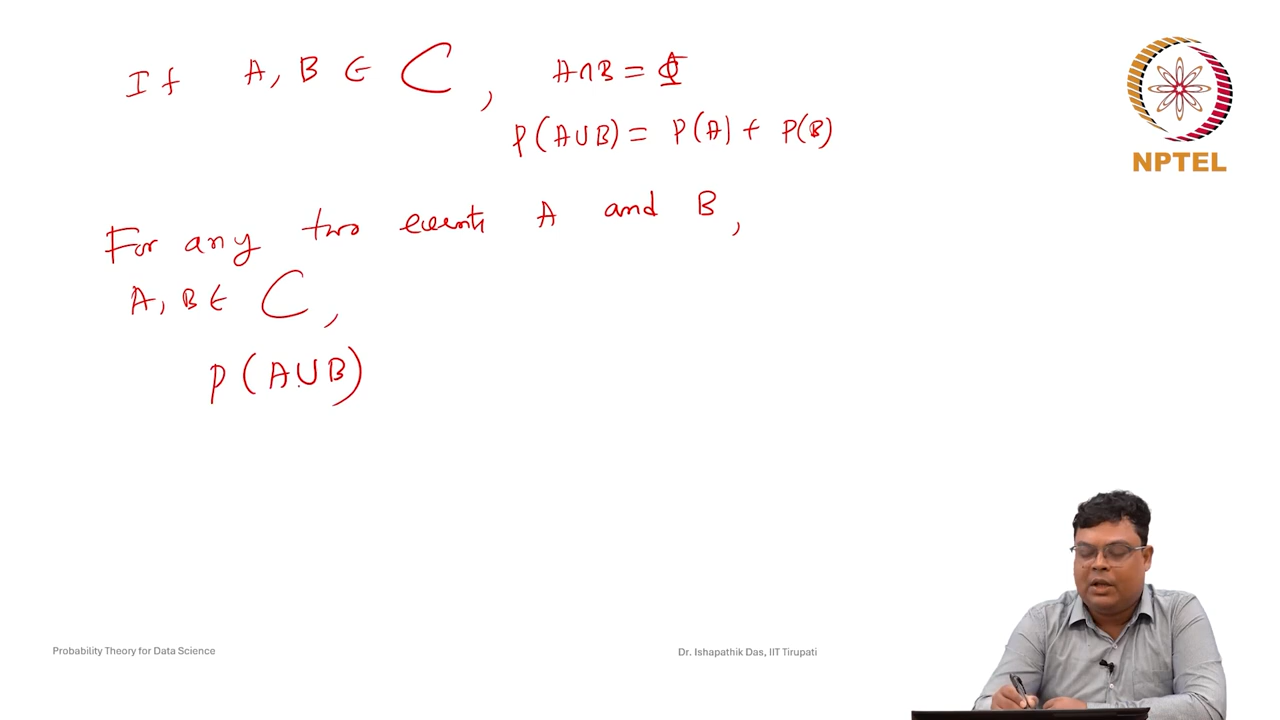 If A, B ∈ C, A∩B = Φ
P(A∪B) = P(A) + P(B)
For any two events A and B,
A, B ∈ C,
P(A∪B)
NPTEL
Probability Theory for Data Science
Dr. Ishapathik Das, IIT Tirupati